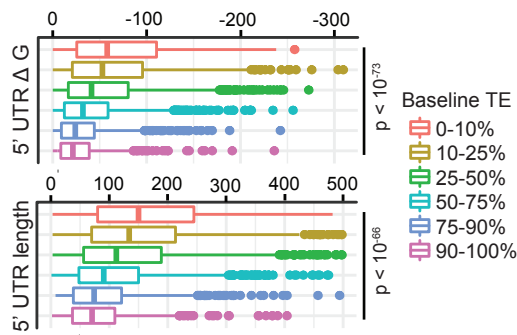 0 -100 -200 -300
5' UTR Δ G
p < 10-73
0 100 200 300 400 500
5' UTR length
p < 10-66
Baseline TE
0-10%
10-25%
25-50%
50-75%
75-90%
90-100%